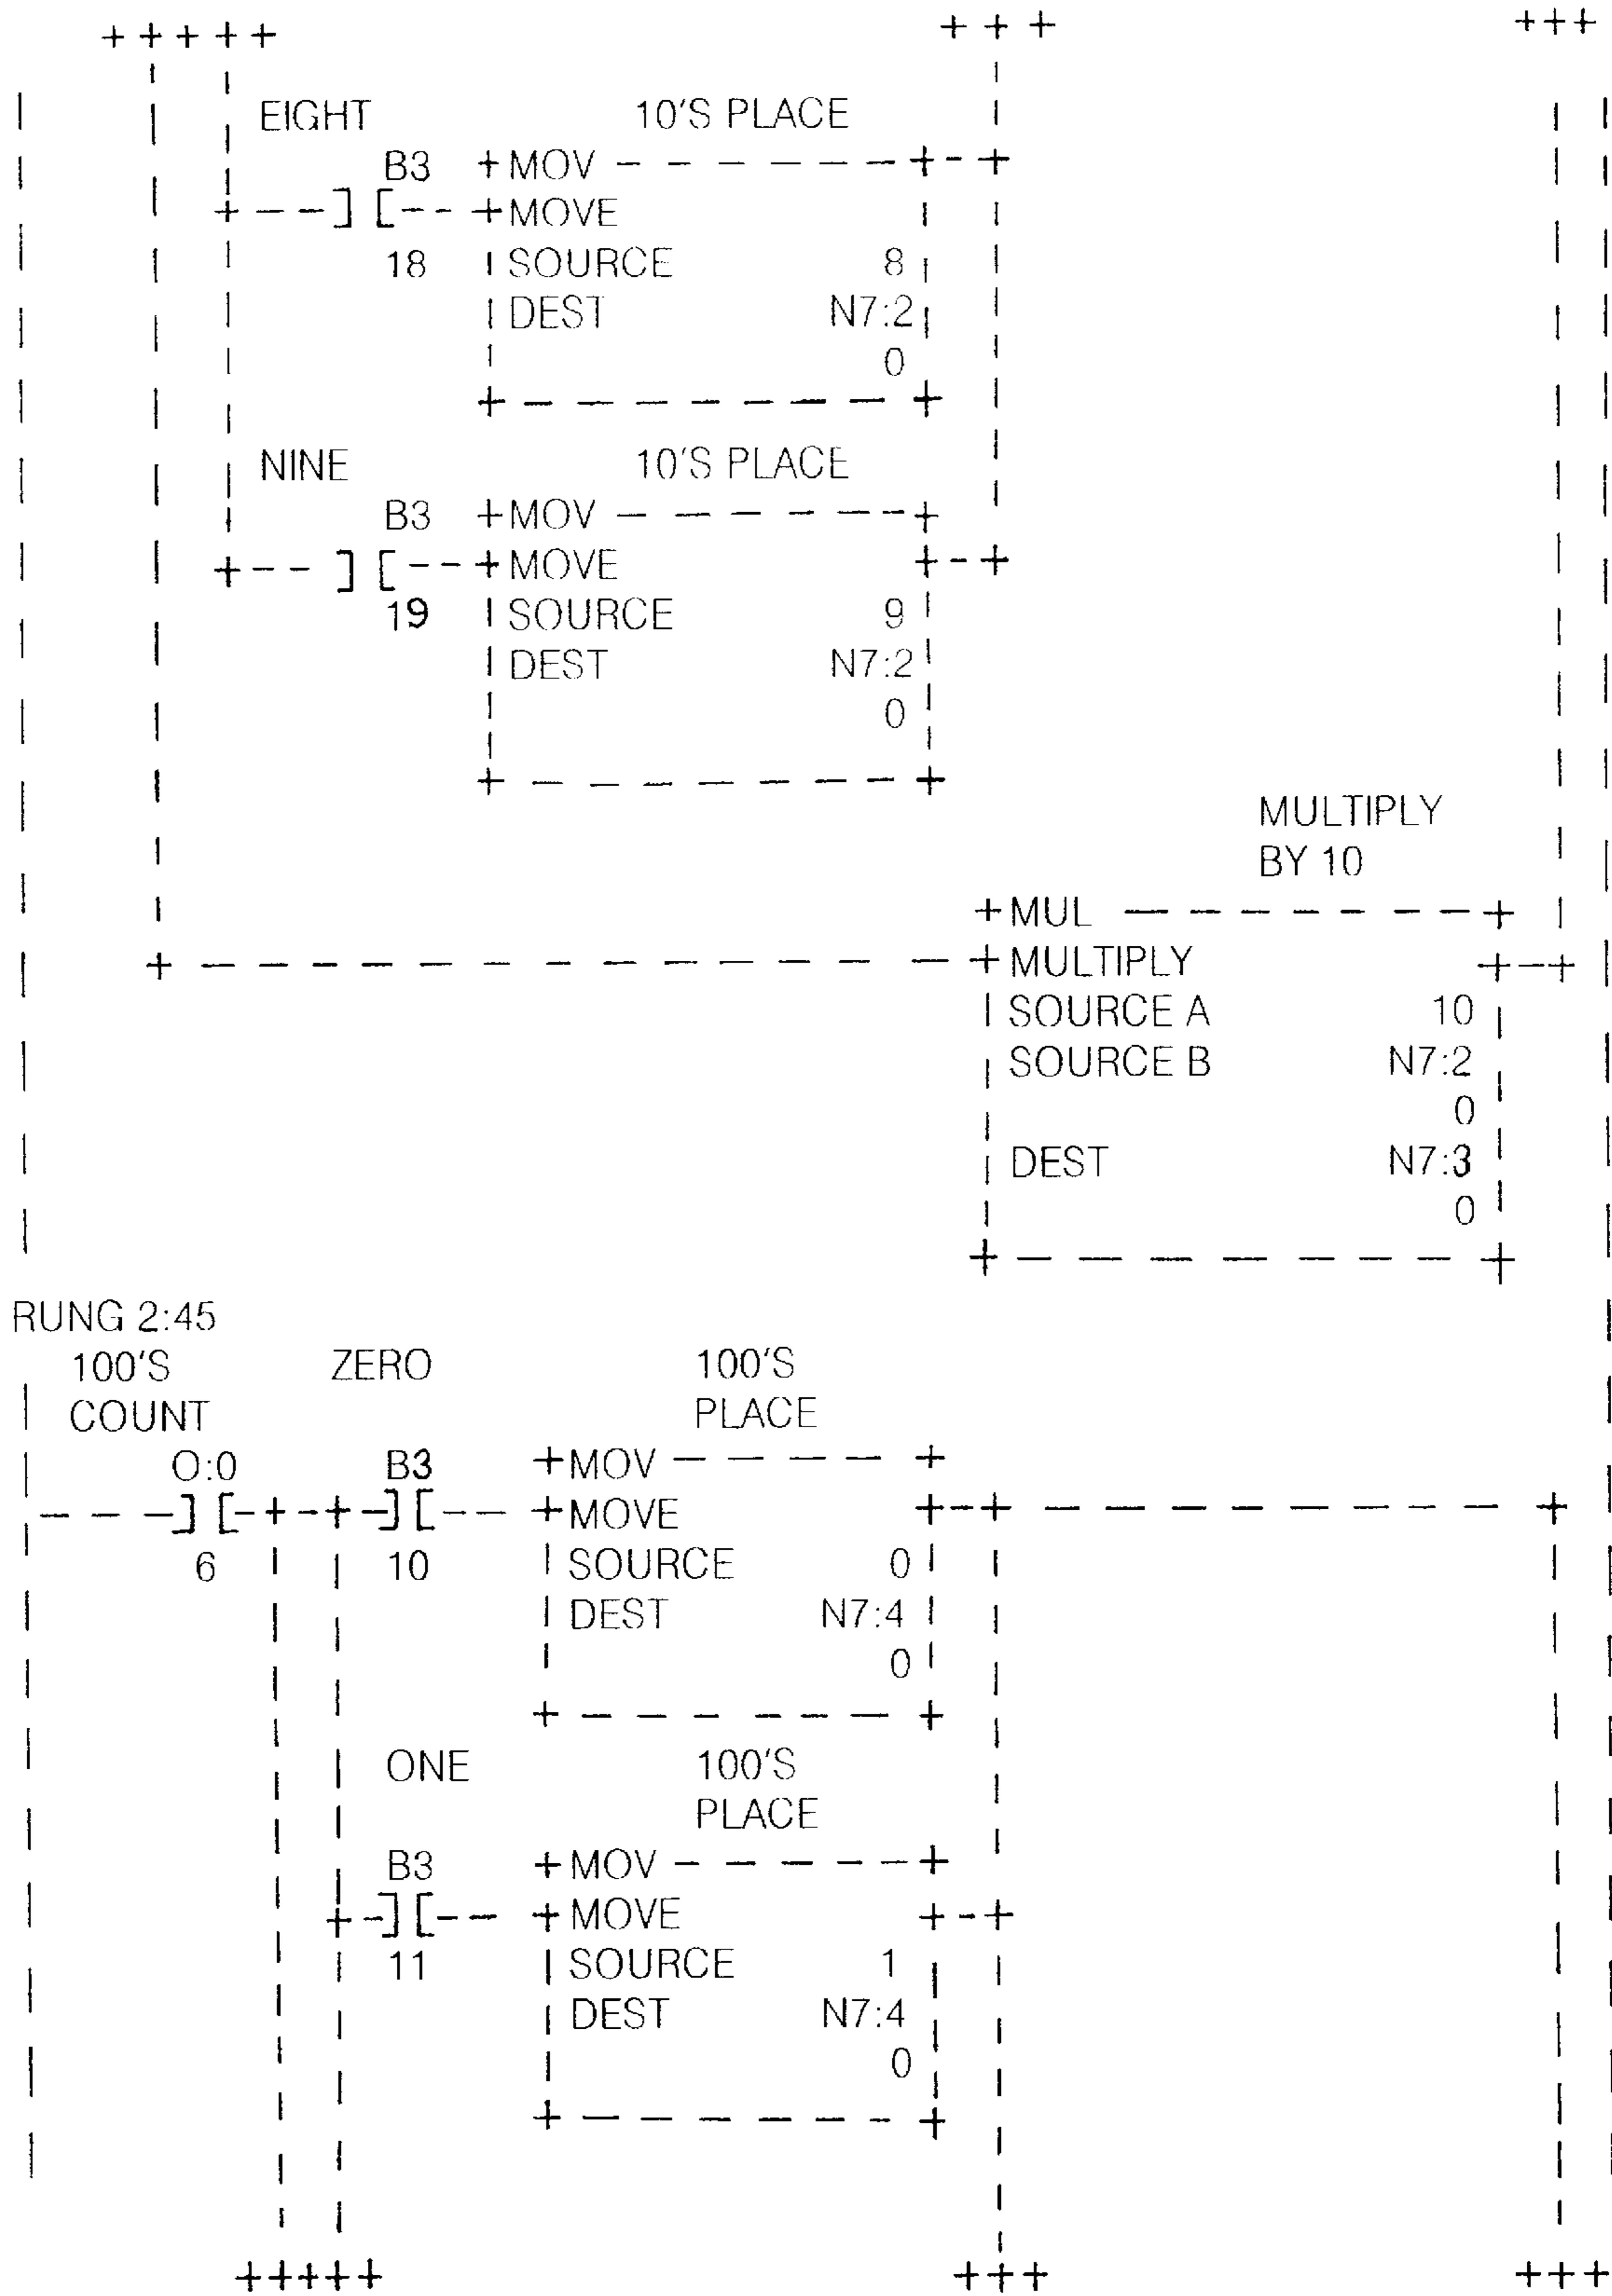 EIGHT 10'S PLACE
B3 MOV
MOVE
18 SOURCE 8
DEST N7:2
0
NINE 10'S PLACE
B3 MOV
MOVE
19 SOURCE 9
DEST N7:2
0
MULTIPLY
BY 10
MUL
MULTIPLY
SOURCE A 10
SOURCE B N7:2
0
DEST N7:3
0
RUNG 2:45
100'S ZERO 100'S
COUNT PLACE
O:0 B3 MOV
MOVE
6 10 SOURCE 0
DEST N7:4
0
ONE 100'S
PLACE
B3 MOV
MOVE
11 SOURCE 1
DEST N7:4
0